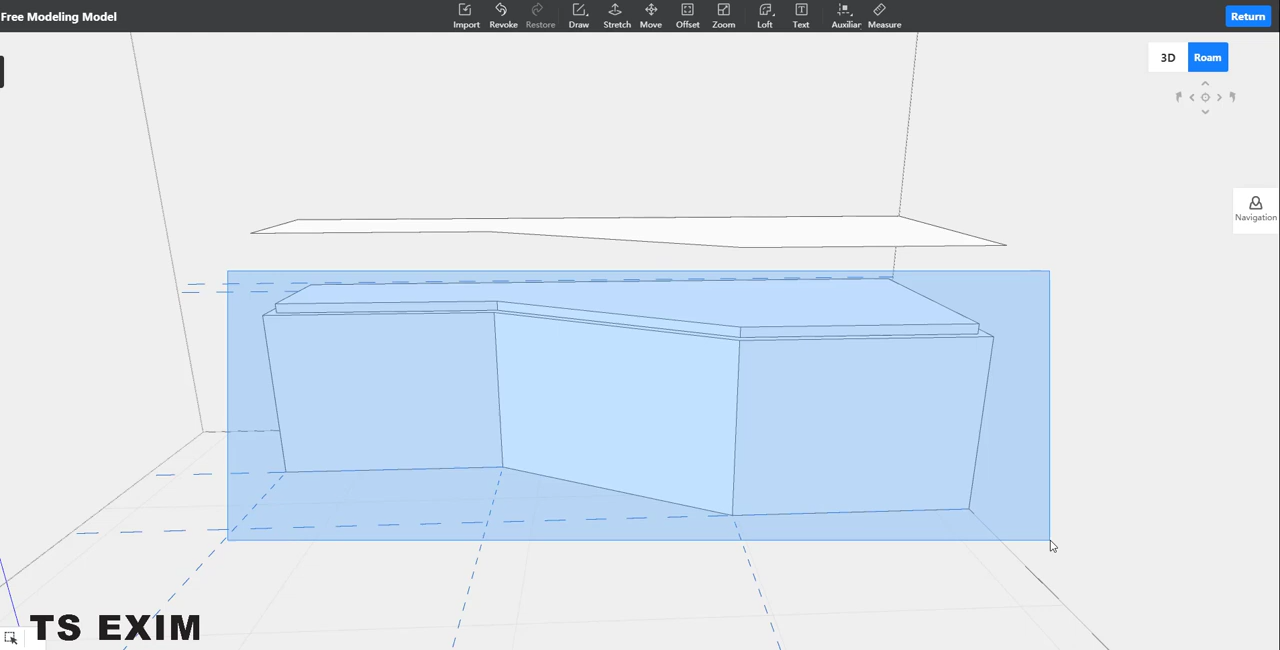 Free Modeling Model
Import Revoke Restore Draw Stretch Move Offset Zoom Loft Text Auxiliar Measure
Return
3D Roam
Navigation
TS EXIM